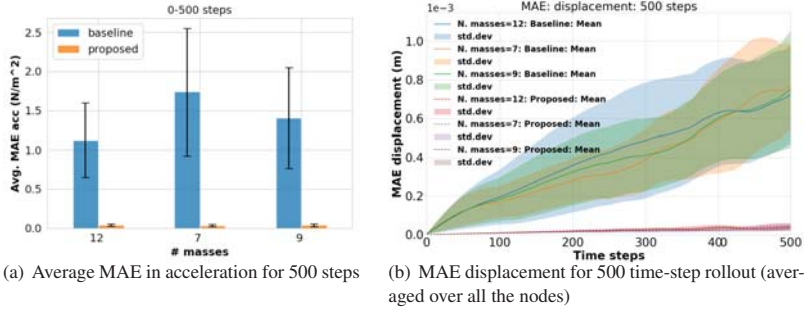 0-500 steps
baseline
proposed
Avg. MAE acc (N/m^2)
2.5
2.0
1.5
1.0
0.5
0.0
12
7
9
# masses
(a) Average MAE in acceleration for 500 steps
MAE: displacement: 500 steps
1e−3
N. masses=12: Baseline: Mean
std.dev
N. masses=7: Baseline: Mean
std.dev
N. masses=9: Baseline: Mean
std.dev
N. masses=12: Proposed: Mean
std.dev
N. masses=7: Proposed: Mean
std.dev
N. masses=9: Proposed: Mean
std.dev
MAE displacement (m)
1.0
0.8
0.6
0.4
0.2
0.0
0
100
200
300
400
500
Time steps
(b) MAE displacement for 500 time-step rollout (aver-
aged over all the nodes)